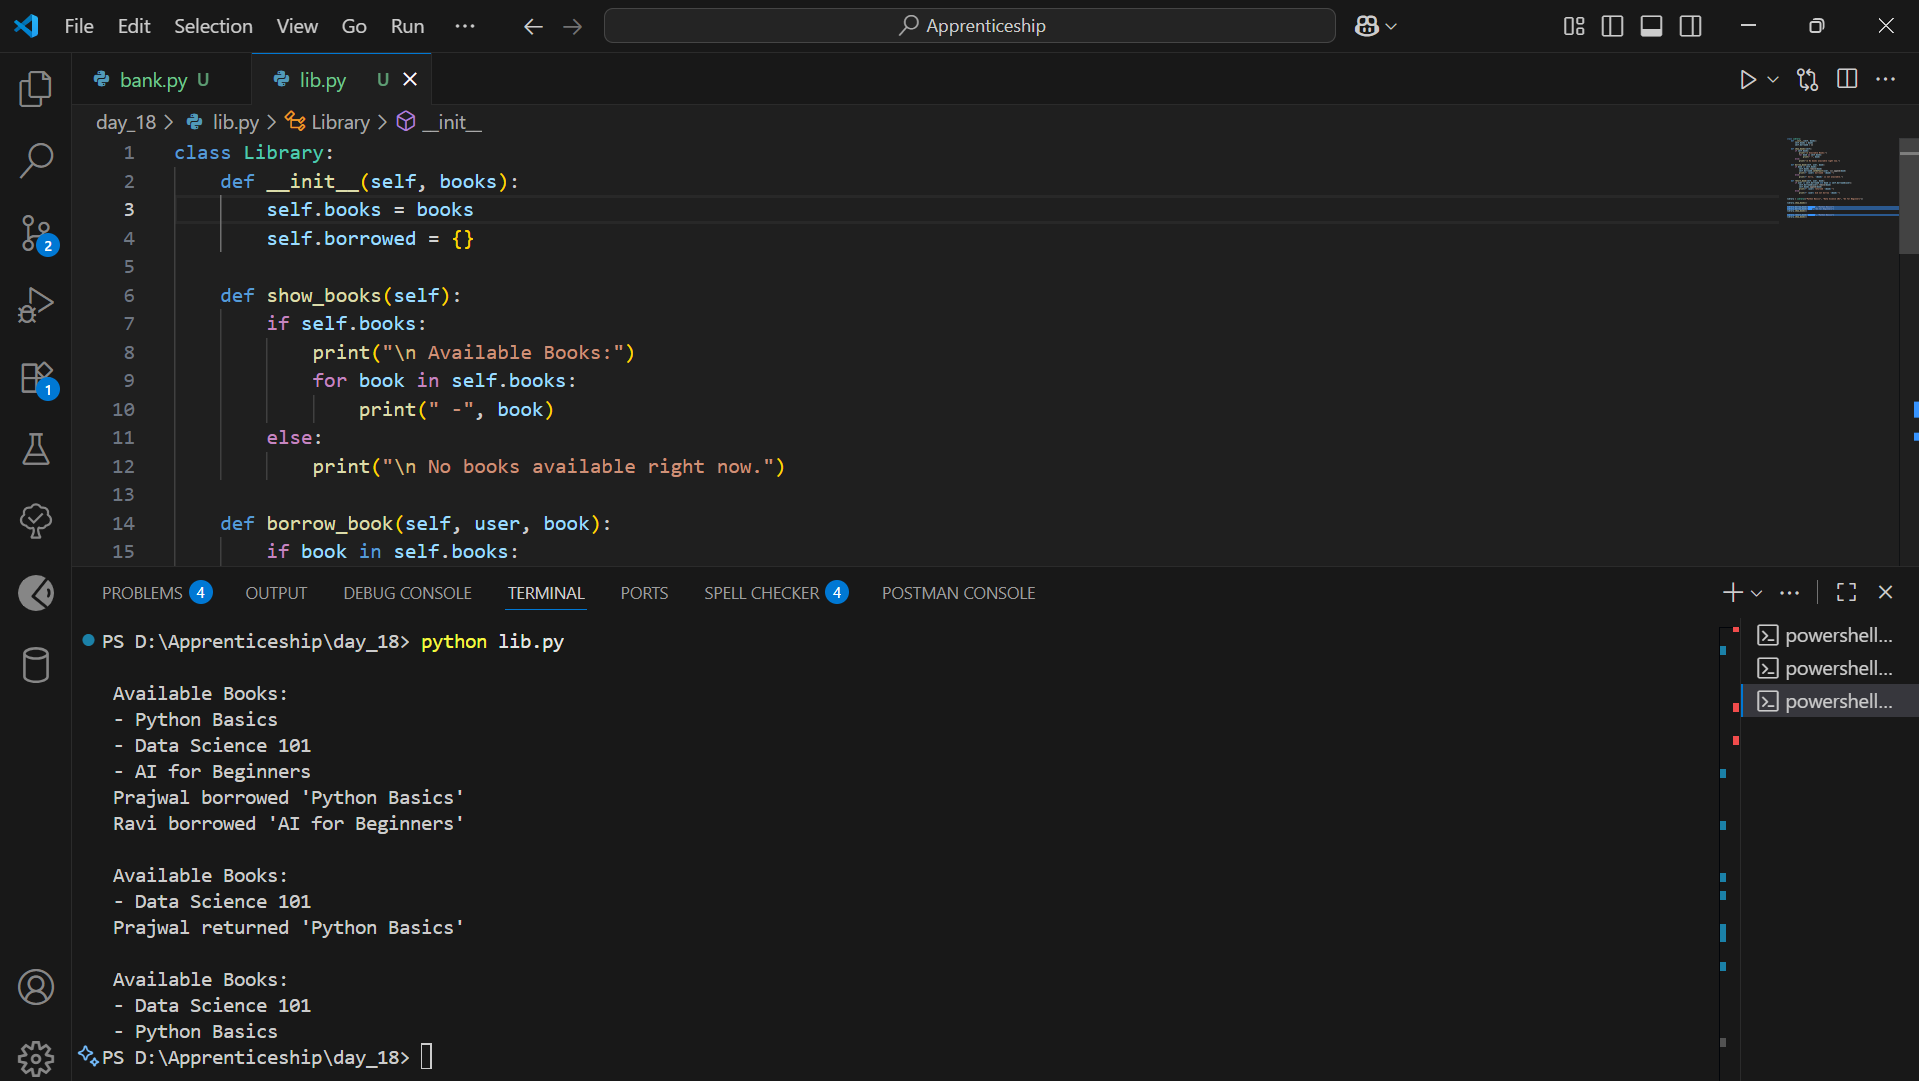 File Edit Selection View Go Run ··· Apprenticeship
bank.py U lib.py U
day_18 > lib.py > Library > __init__
1 class Library:
2 def __init__(self, books):
3 self.books = books
4 self.borrowed = {}
5
6 def show_books(self):
7 if self.books:
8 print("\n Available Books:")
9 for book in self.books:
10 print(" -", book)
11 else:
12 print("\n No books available right now.")
13
14 def borrow_book(self, user, book):
15 if book in self.books:
2
1
PROBLEMS 4 OUTPUT DEBUG CONSOLE TERMINAL PORTS SPELL CHECKER 4 POSTMAN CONSOLE
PS D:\Apprenticeship\day_18> python lib.py
Available Books:
- Python Basics
- Data Science 101
- AI for Beginners
Prajwal borrowed 'Python Basics'
Ravi borrowed 'AI for Beginners'
Available Books:
- Data Science 101
Prajwal returned 'Python Basics'
Available Books:
- Data Science 101
- Python Basics
PS D:\Apprenticeship\day_18>
powershell...
powershell...
powershell...